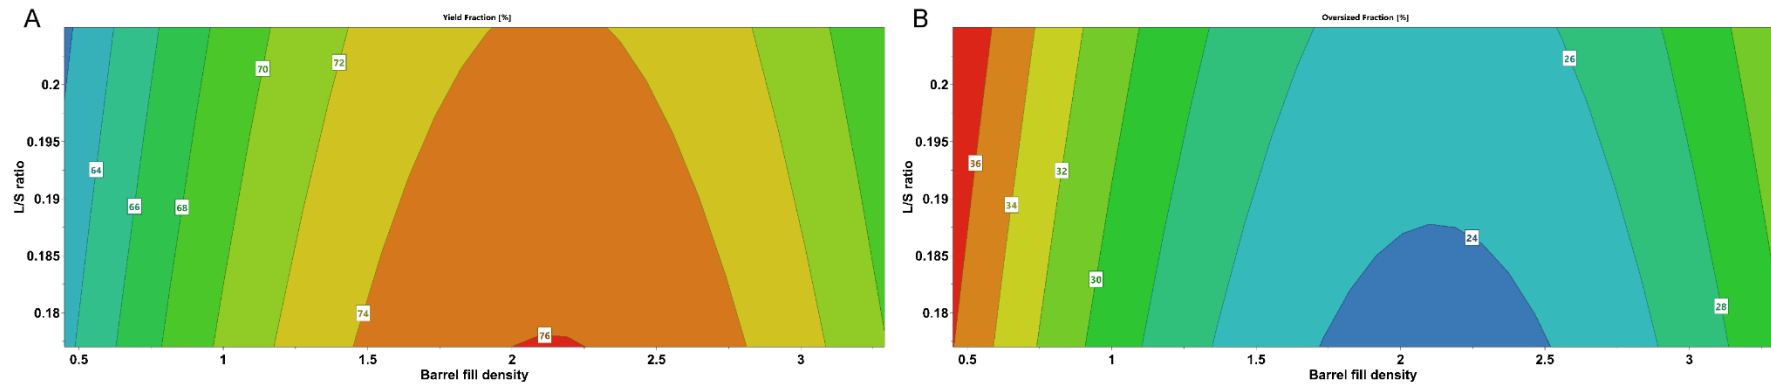 A
Yield Fraction [%]
L/S ratio
0.2
0.195
0.19
0.185
0.18
64
66
68
70
72
74
76
0.5 1 1.5 2 2.5 3
Barrel fill density
B
Oversized Fraction [%]
L/S ratio
0.2
0.195
0.19
0.185
0.18
36
34
32
30
24
26
28
0.5 1 1.5 2 2.5 3
Barrel fill density